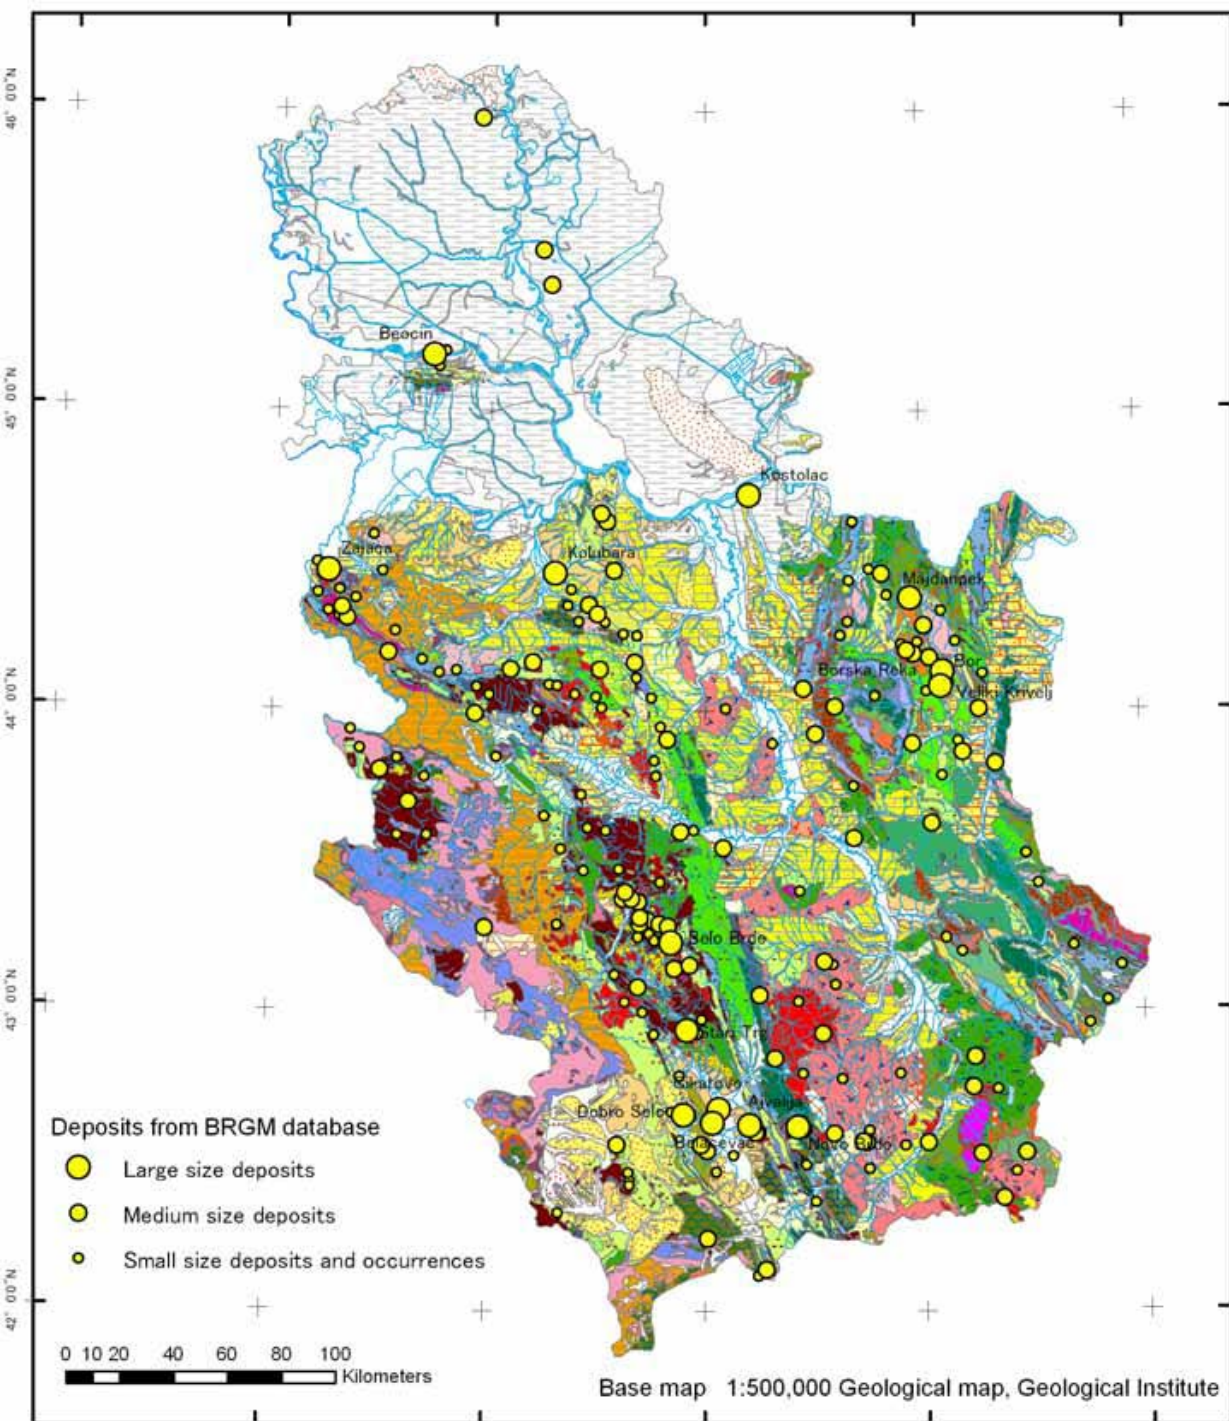 46° 00"N
Beocin
45° 00"N
Kostolac
Zajaca
Kolubara
Majdanpek
Bor
Borska Reka
Veliki Krivelj
44° 00"N
Belo Brdo
43° 00"N
Stari Trg
Cikatovo
Dobro Selo
Ajvalija
Belacevac
Novo Brdo
Deposits from BRGM database
Large size deposits
Medium size deposits
Small size deposits and occurrences
42° 00"N
0 10 20 40 60 80 100
Kilometers
Base map 1:500,000 Geological map, Geological Institute